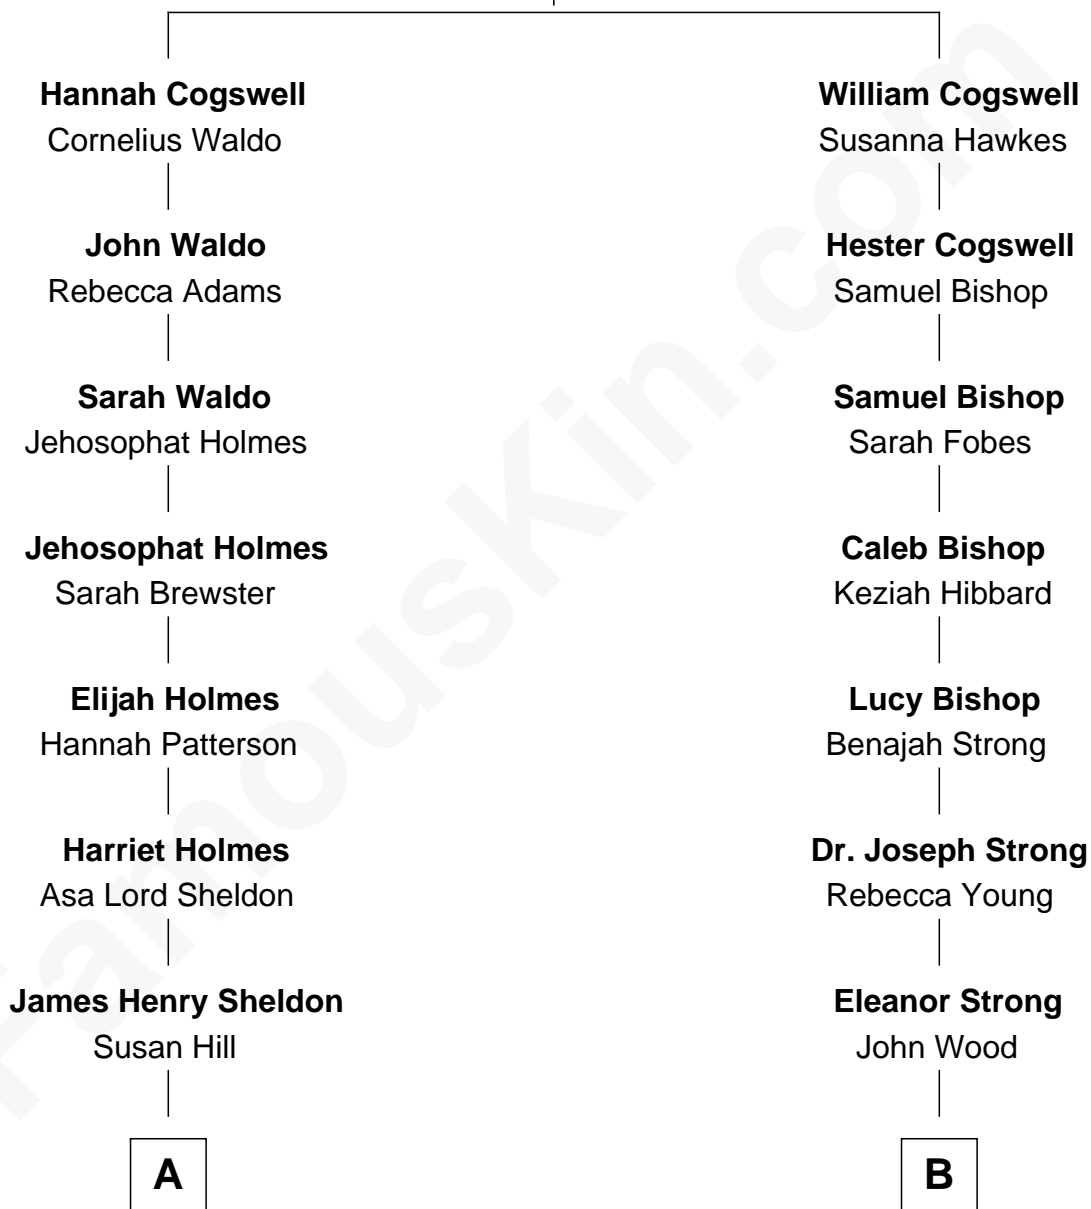 Hannah Cogswell
Cornelius Waldo
John Waldo
Rebecca Adams
Sarah Waldo
Jehosophat Holmes
Jehosophat Holmes
Sarah Brewster
Elijah Holmes
Hannah Patterson
Harriet Holmes
Asa Lord Sheldon
James Henry Sheldon
Susan Hill
A
William Cogswell
Susanna Hawkes
Hester Cogswell
Samuel Bishop
Samuel Bishop
Sarah Fobes
Caleb Bishop
Keziah Hibbard
Lucy Bishop
Benajah Strong
Dr. Joseph Strong
Rebecca Young
Eleanor Strong
John Wood
B
FamousKin.com